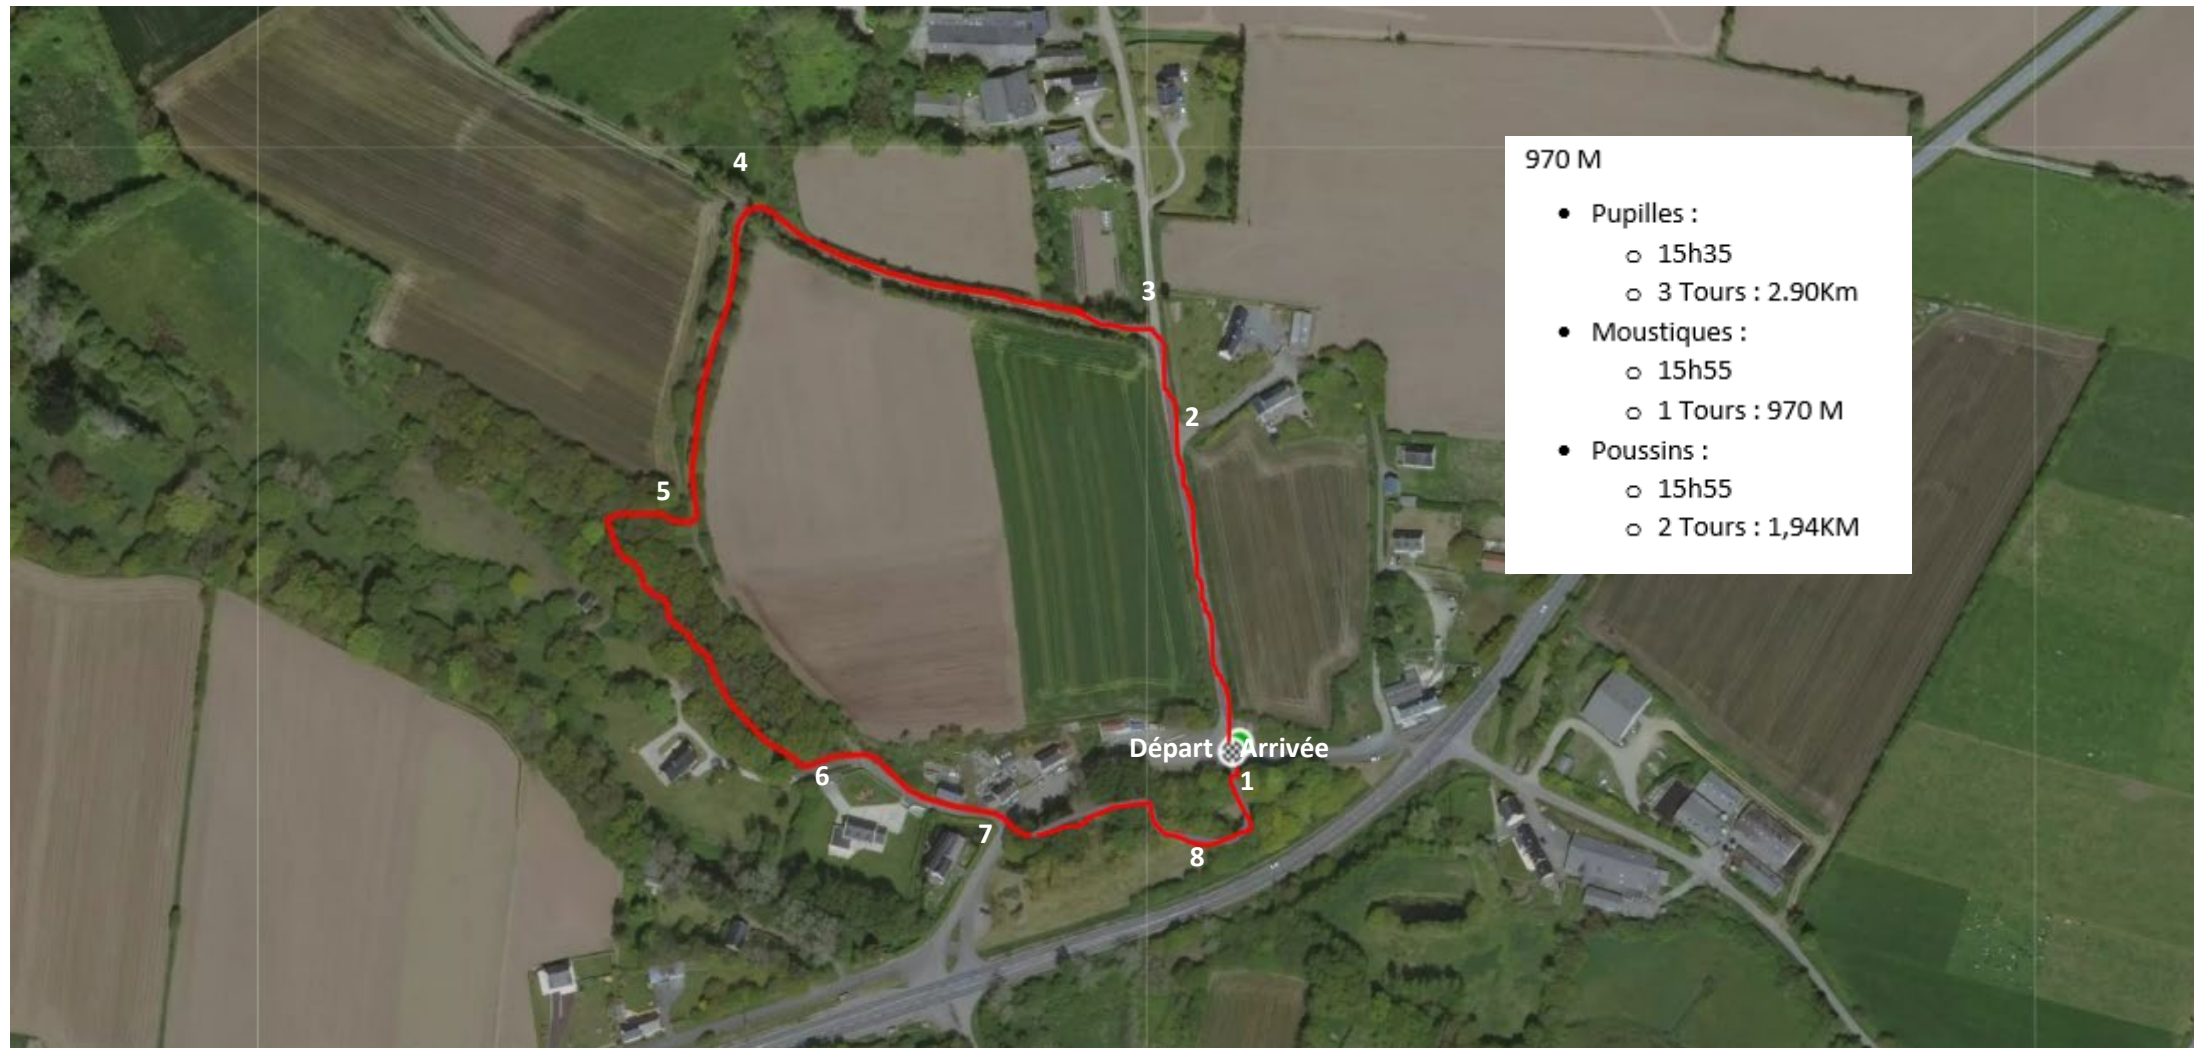 4
3
2
5
Départ Arrivée
1
6
7
8
970 M
• Pupilles :
o 15h35
o 3 Tours : 2.90Km
• Moustiques :
o 15h55
o 1 Tours : 970 M
• Poussins :
o 15h55
o 2 Tours : 1,94KM